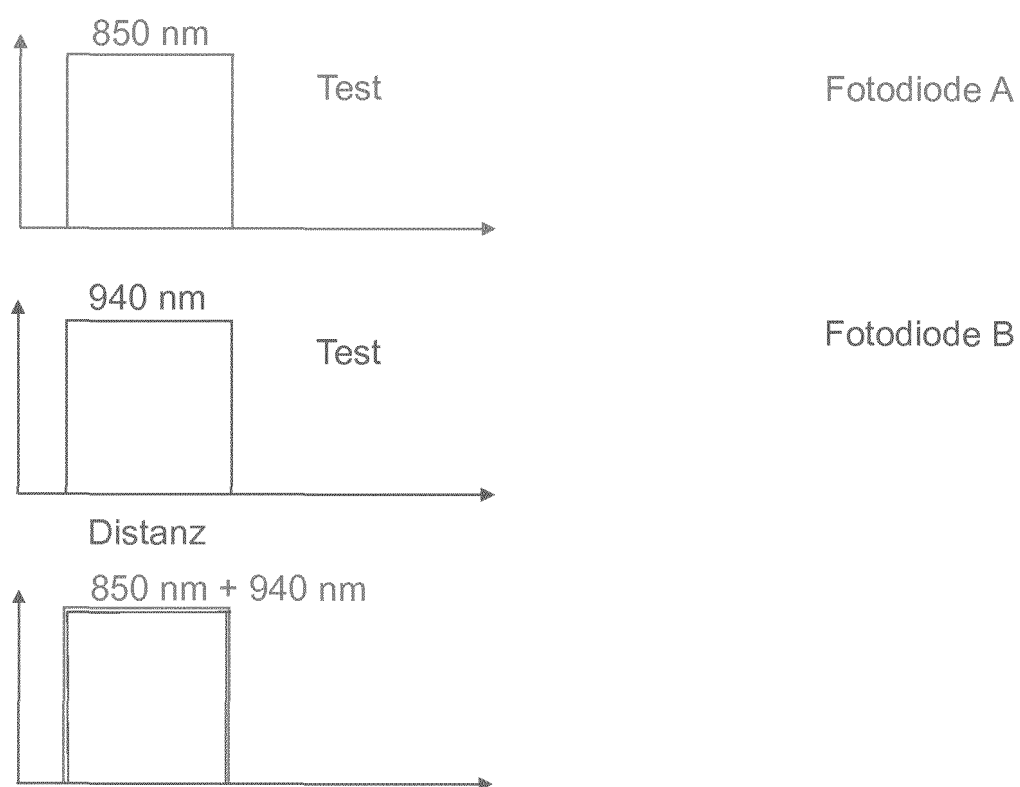 850 nm
Test
Fotodiode A
940 nm
Test
Fotodiode B
Distanz
850 nm + 940 nm